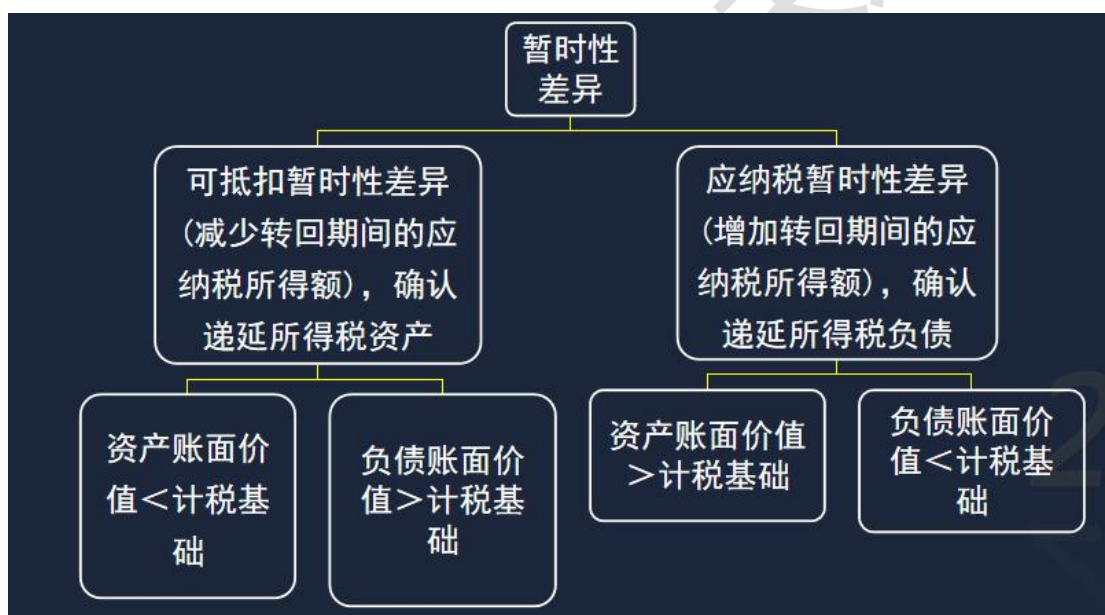 暂时性
差异
可抵扣暂时性差异
(减少转回期间的应
纳税所得额)，确认
递延所得税资产
应纳税暂时性差异
(增加转回期间的应
纳税所得额)，确认
递延所得税负债
资产账面价
值＜计税基
础
负债账面价
值＞计税基
础
资产账面价值
＞计税基础
负债账面价
值＜计税基
础